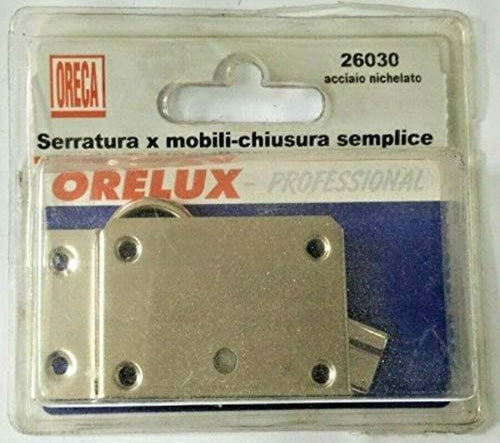 ORECA
26030
acciaio nichelato
Serratura x mobili-chiusura semplice
ORELUX - PROFESSIONAL